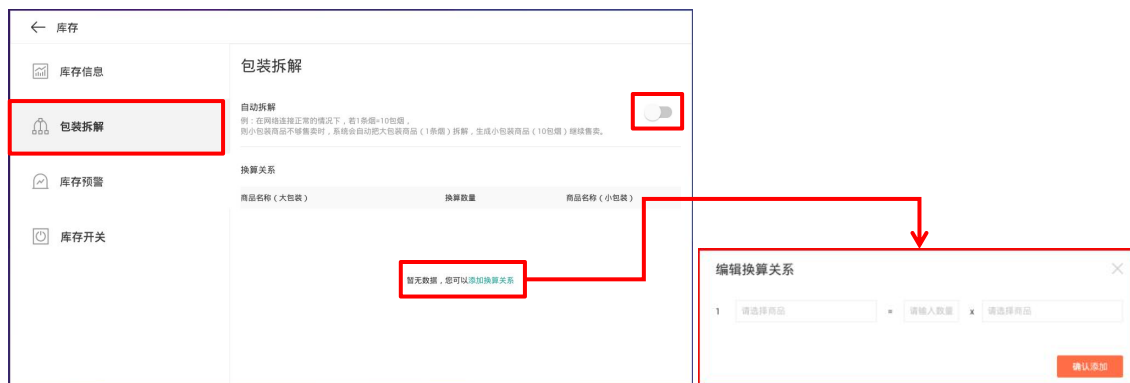 库存
库存信息
包装拆解
库存预警
库存开关
包装拆解
自动拆解
例：在网络连接正常的情况下，若1条烟=10包烟，
则小包装商品不够售卖时，系统会自动把大包装商品（1条烟）拆解，生成小包装商品（10包烟）继续售卖。
换算关系
商品名称（大包装） 换算数量 商品名称（小包装）
暂无数据，您可以添加换算关系
编辑换算关系
1 请选择商品 = 请输入数量 x 请选择商品
确认添加